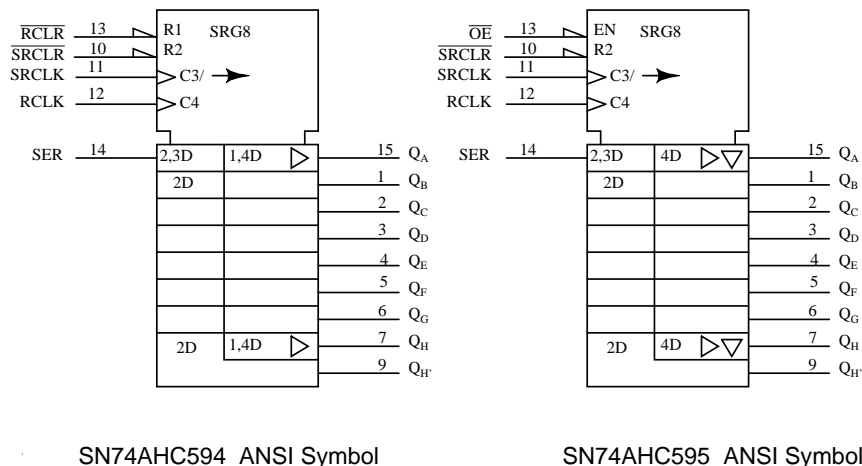 RCLR 13 R1 SRG8
SRCLR 10 R2
SRCLK 11 C3/
RCLK 12 C4
SER 14 2,3D 1,4D 15 QA
2D 1 QB
2 QC
3 QD
4 QE
5 QF
6 QG
2D 1,4D 7 QH
9 QH'
SN74AHC594 ANSI Symbol
OE 13 EN SRG8
SRCLR 10 R2
SRCLK 11 C3/
RCLK 12 C4
SER 14 2,3D 4D 15 QA
2D 1 QB
2 QC
3 QD
4 QE
5 QF
6 QG
2D 4D 7 QH
9 QH'
SN74AHC595 ANSI Symbol